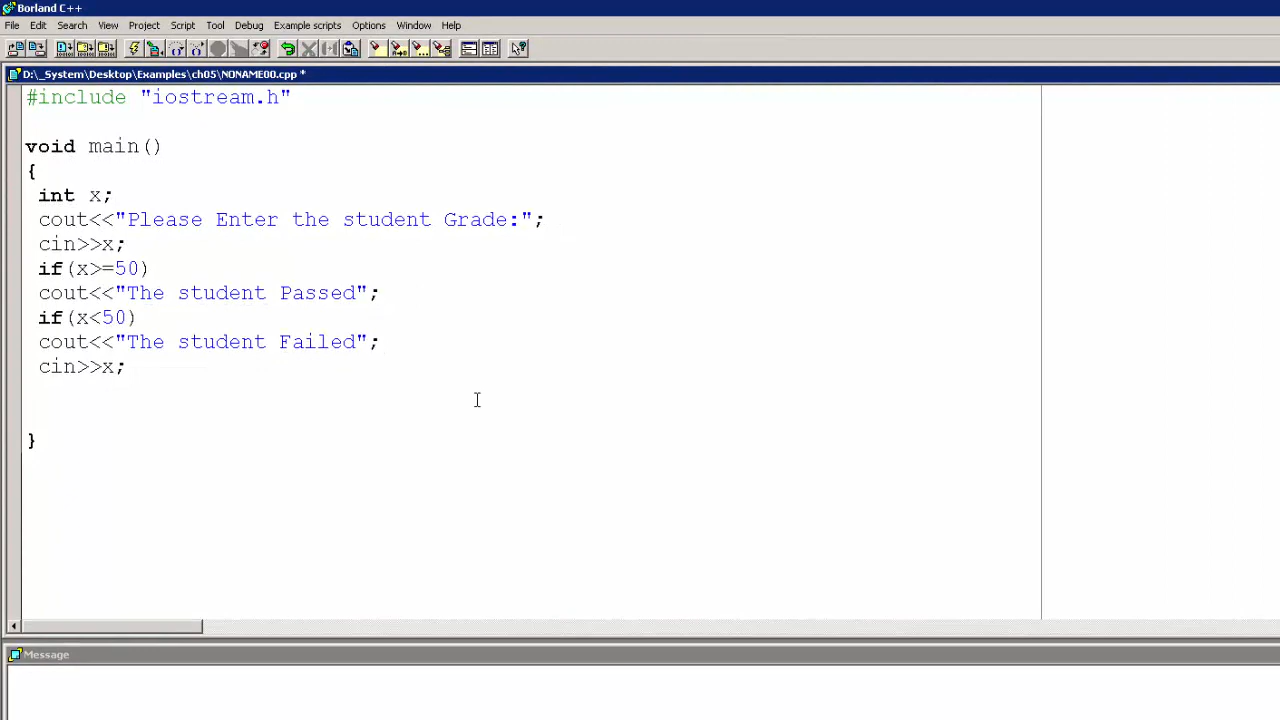 Borland C++
File Edit Search View Project Script Tool Debug Example scripts Options Window Help
D:\_System\Desktop\Examples\ch05\NONAME00.cpp *
#include "iostream.h"
void main()
{
int x;
cout<<"Please Enter the student Grade:";
cin>>x;
if(x>=50)
cout<<"The student Passed";
if(x<50)
cout<<"The student Failed";
cin>>x;
}
Message